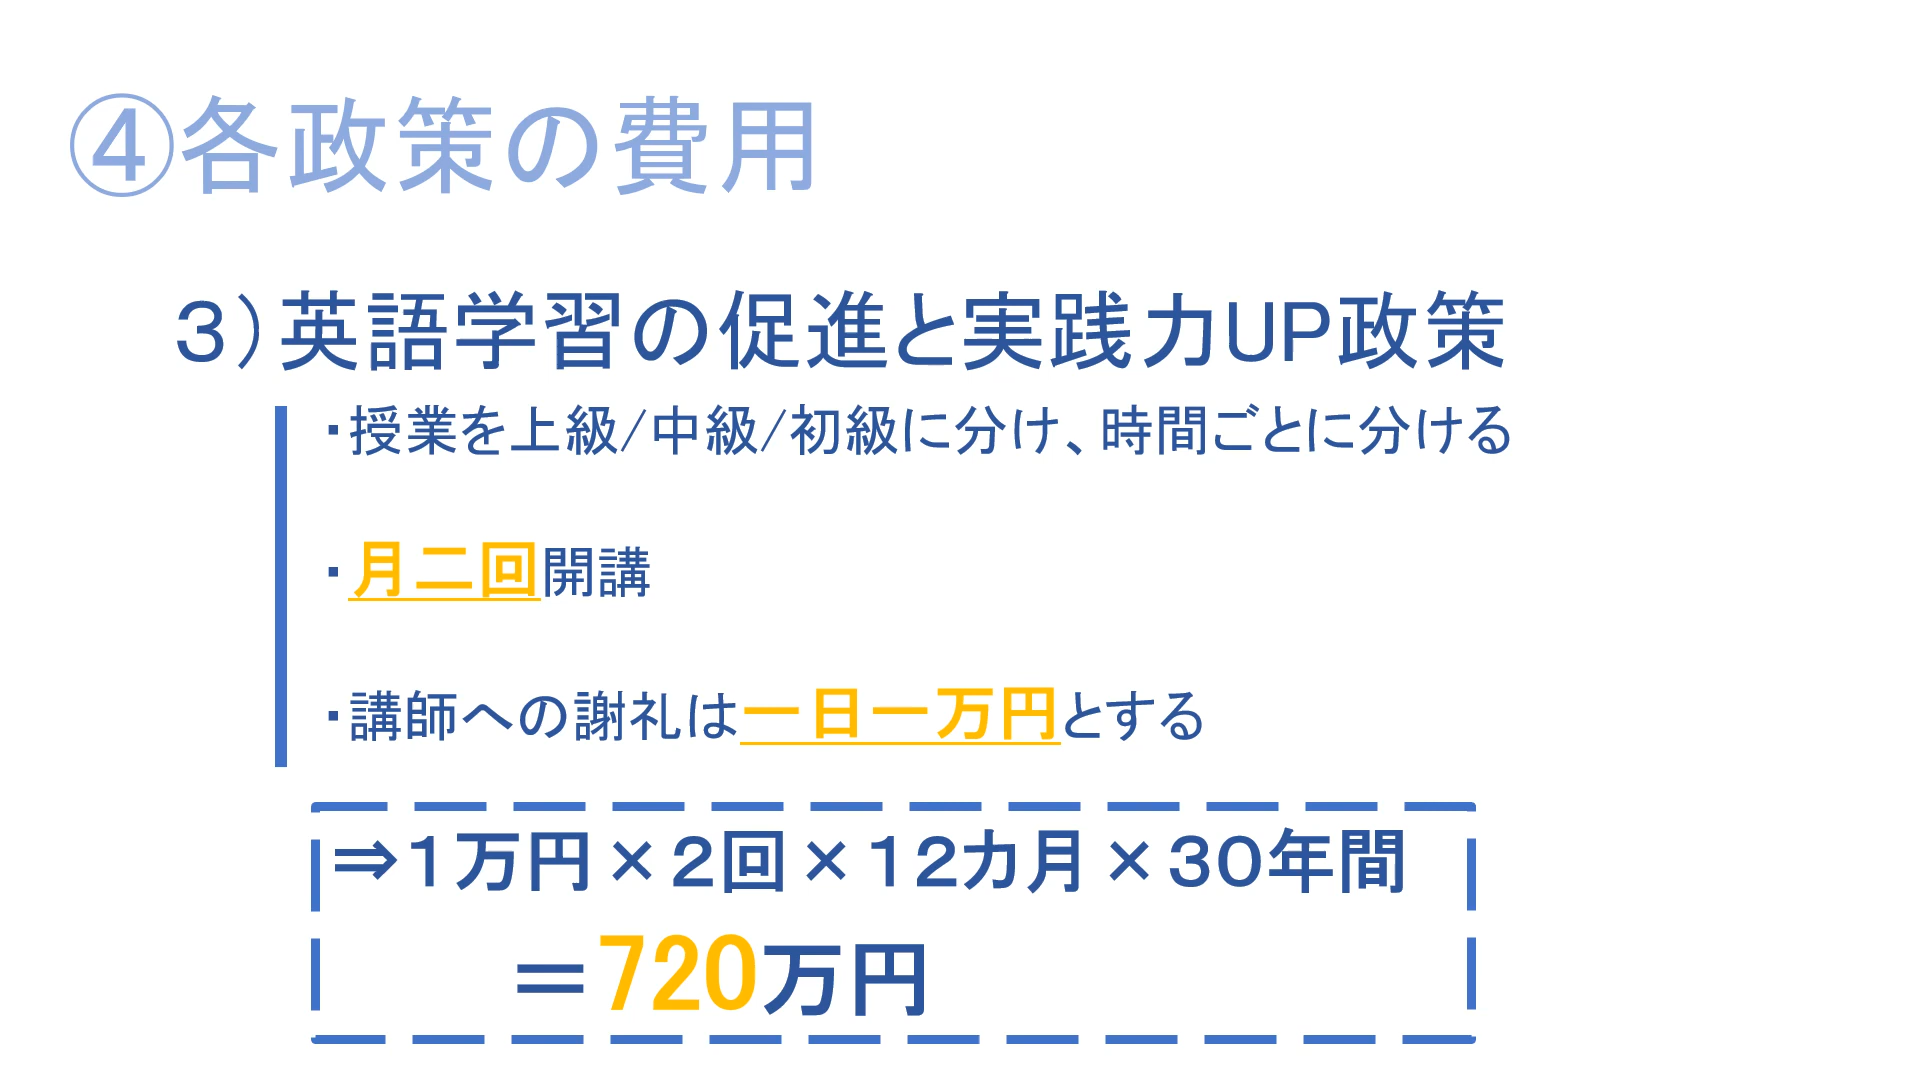 ④各政策の費用
３）英語学習の促進と実践力UP政策
・授業を上級/中級/初級に分け、時間ごとに分ける
・月二回開講
・講師への謝礼は一日一万円とする
⇒１万円×２回×１２カ月×３０年間
＝720万円